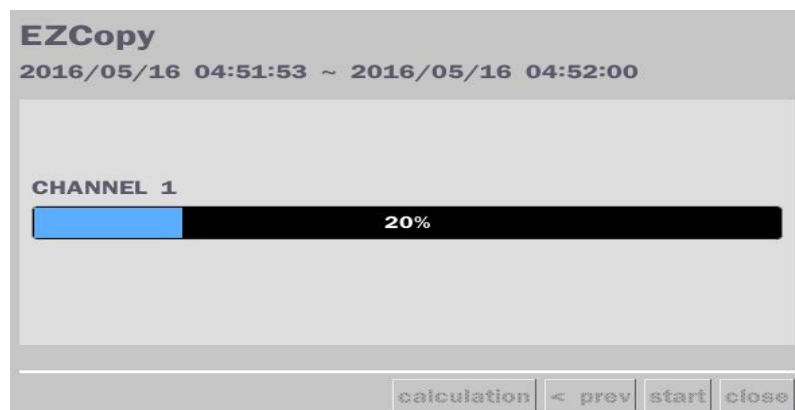 EZCopy
2016/05/16 04:51:53 ~ 2016/05/16 04:52:00
CHANNEL 1
20%
calculation < prev start close